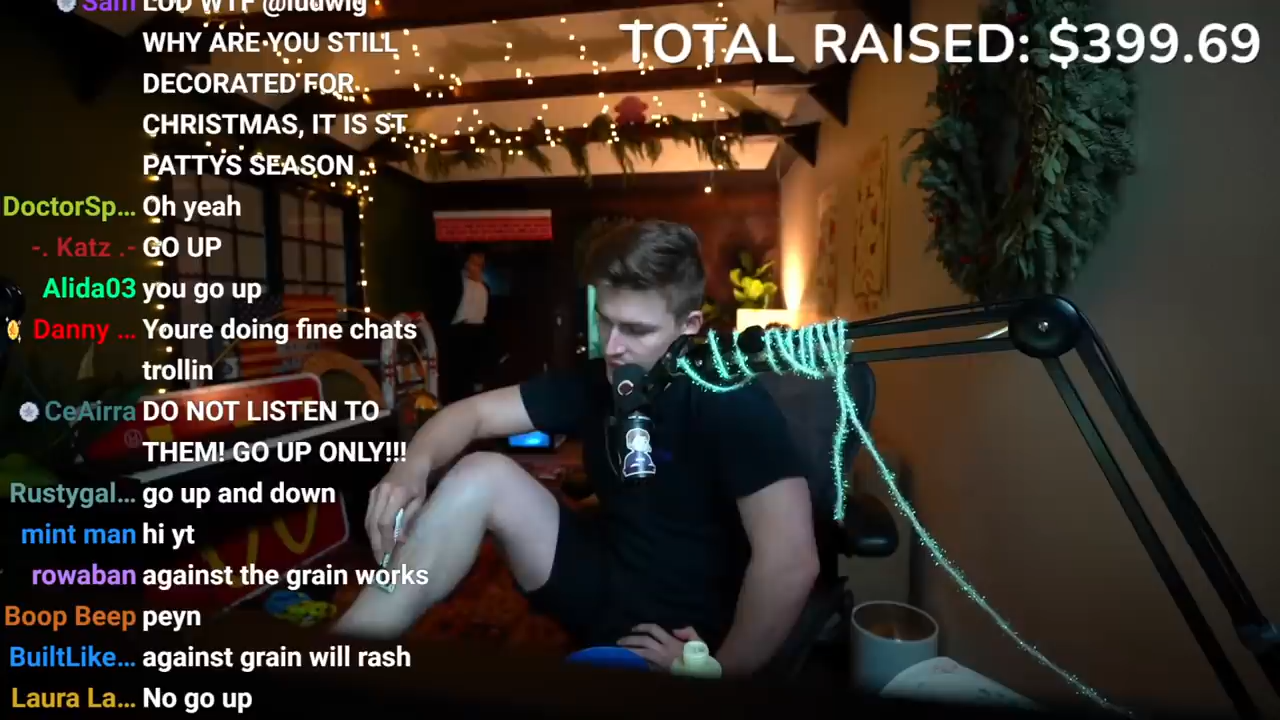 Sam LUD WTF @ludwig
WHY ARE YOU STILL
DECORATED FOR
CHRISTMAS, IT IS ST
PATTYS SEASON
DoctorSp… Oh yeah
-. Katz .- GO UP
Alida03 you go up
Danny … Youre doing fine chats
trollin
CeAirra DO NOT LISTEN TO
THEM! GO UP ONLY!!!
Rustygal… go up and down
mint man hi yt
rowaban against the grain works
Boop Beep peyn
BuiltLike… against grain will rash
Laura La… No go up
TOTAL RAISED: $399.69